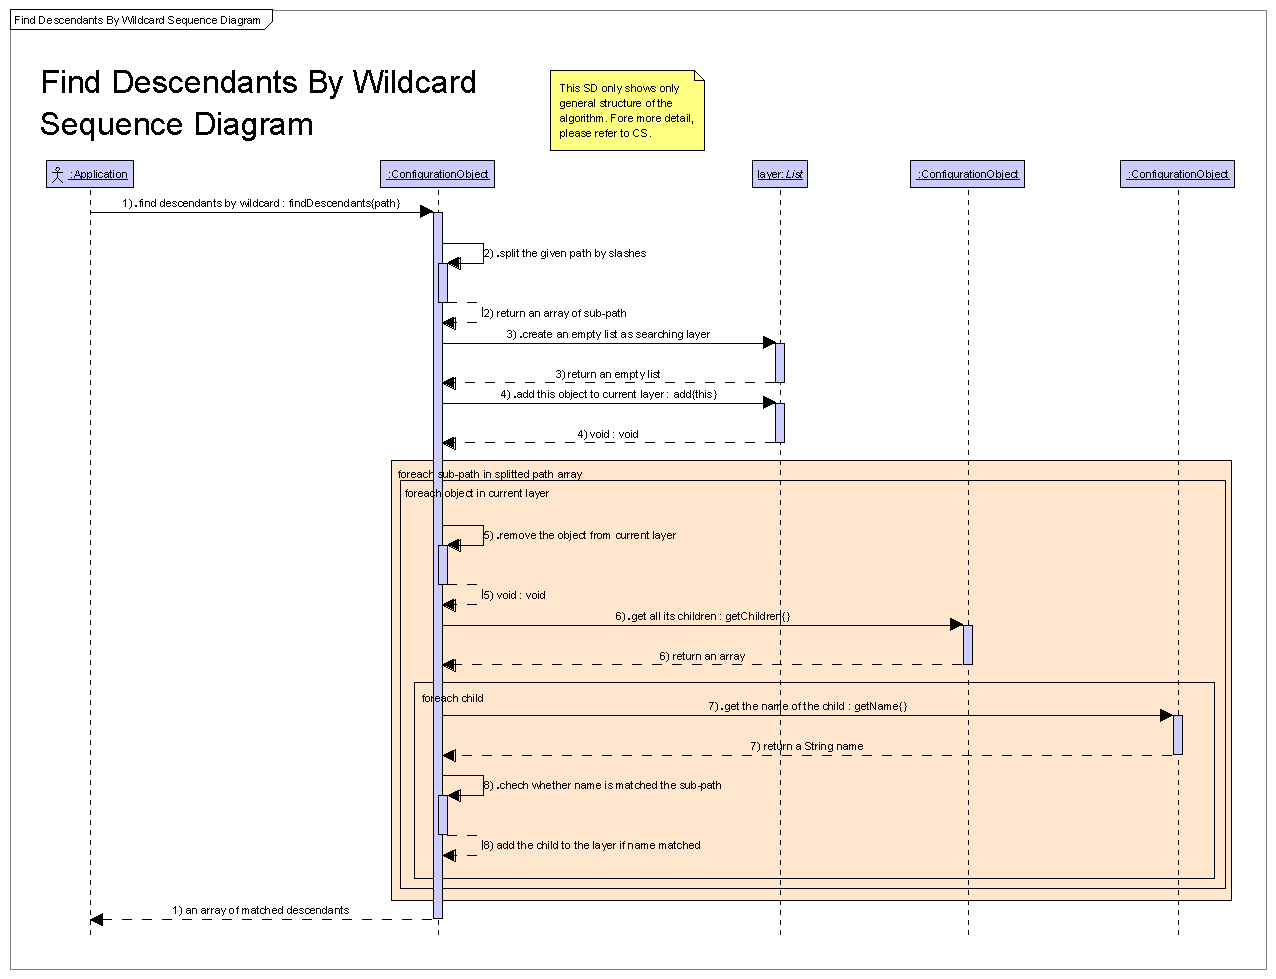 Find Descendants By Wildcard Sequence Diagram
Find Descendants By Wildcard
Sequence Diagram
This SD only shows only
general structure of the
algorithm. Fore more detail,
please refer to CS.
:Application
:ConfigurationObject
layer:List
:ConfigurationObject
:ConfigurationObject
1) .find descendants by wildcard : findDescendants{path}
2) .split the given path by slashes
2) return an array of sub-path
3) .create an empty list as searching layer
3) return an empty list
4) .add this object to current layer : add{this}
4) void : void
foreach sub-path in splitted path array
foreach object in current layer
5) .remove the object from current layer
5) void : void
6) .get all its children : getChildren{}
6) return an array
foreach child
7) .get the name of the child : getName{}
7) return a String name
8) .chech whether name is matched the sub-path
8) add the child to the layer if name matched
1) an array of matched descendants